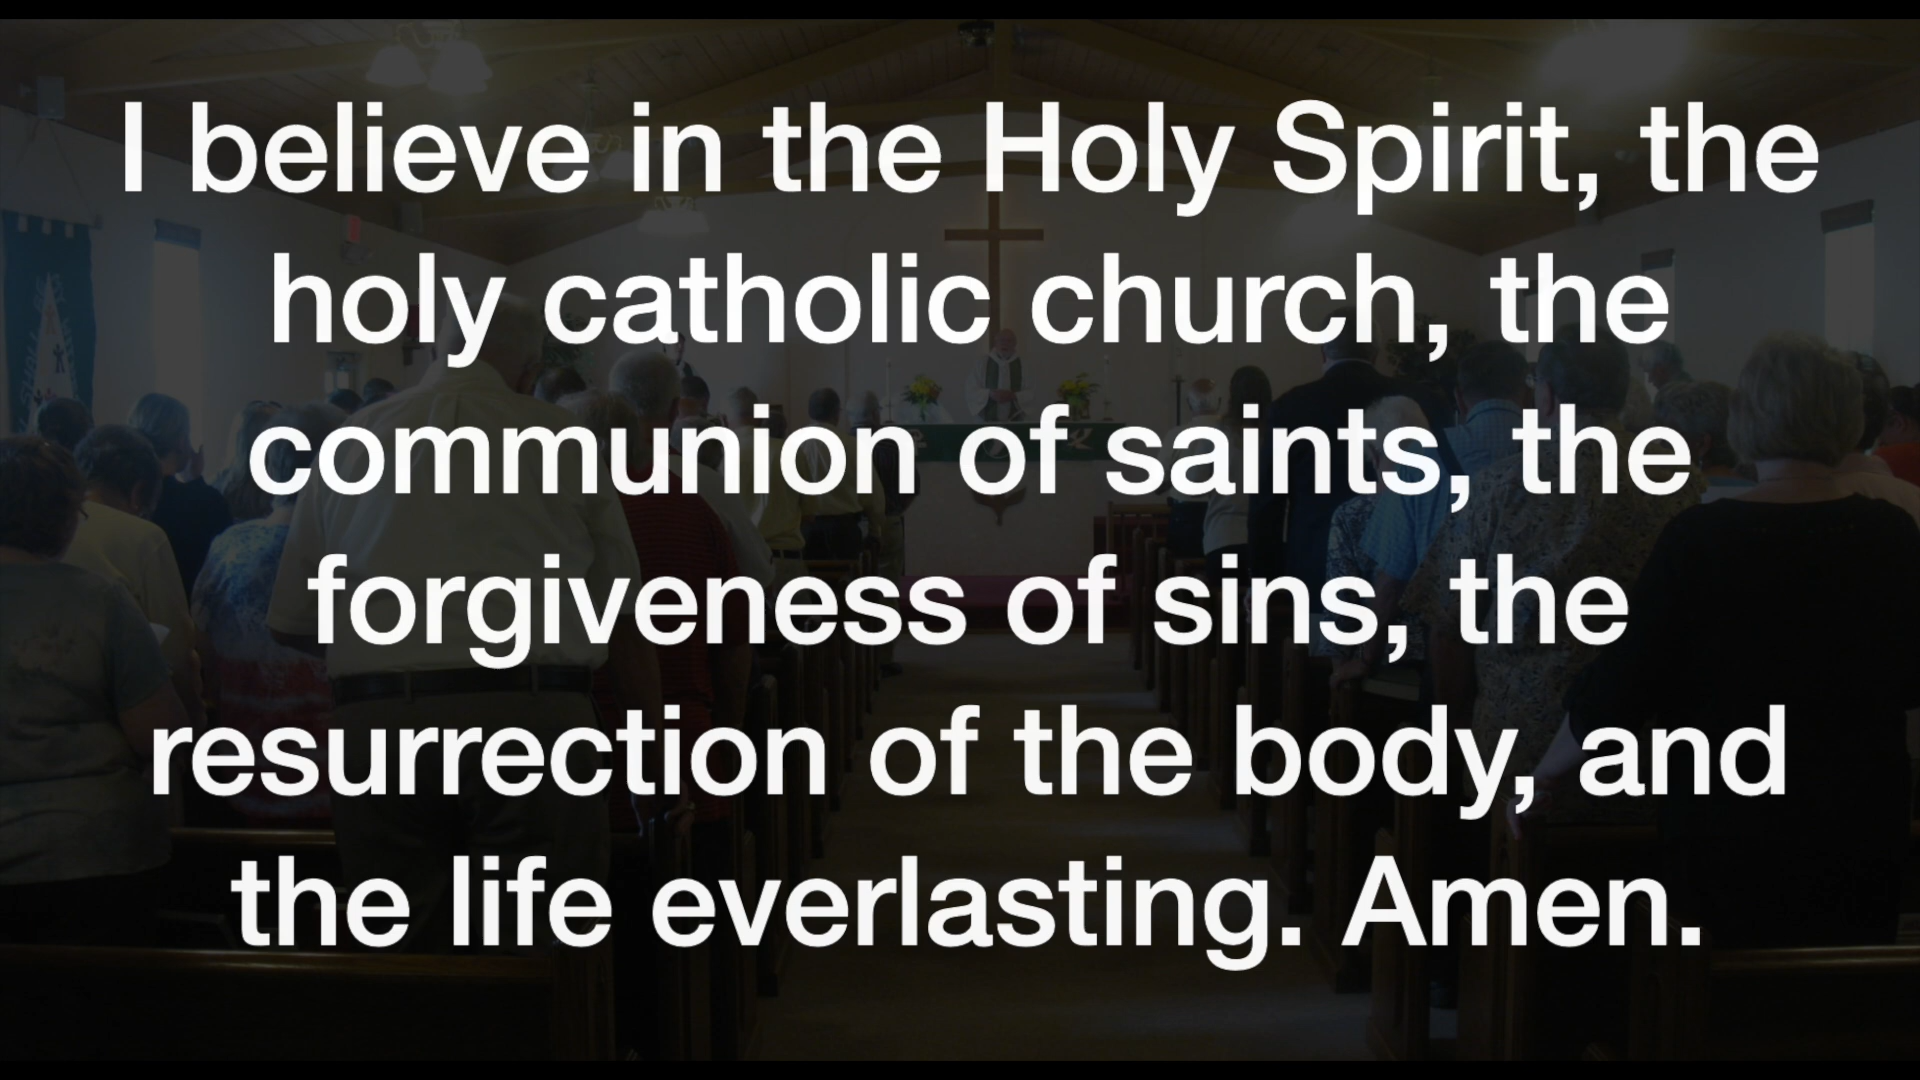 I believe in the Holy Spirit, the
holy catholic church, the
communion of saints, the
forgiveness of sins, the
resurrection of the body, and
the life everlasting. Amen.